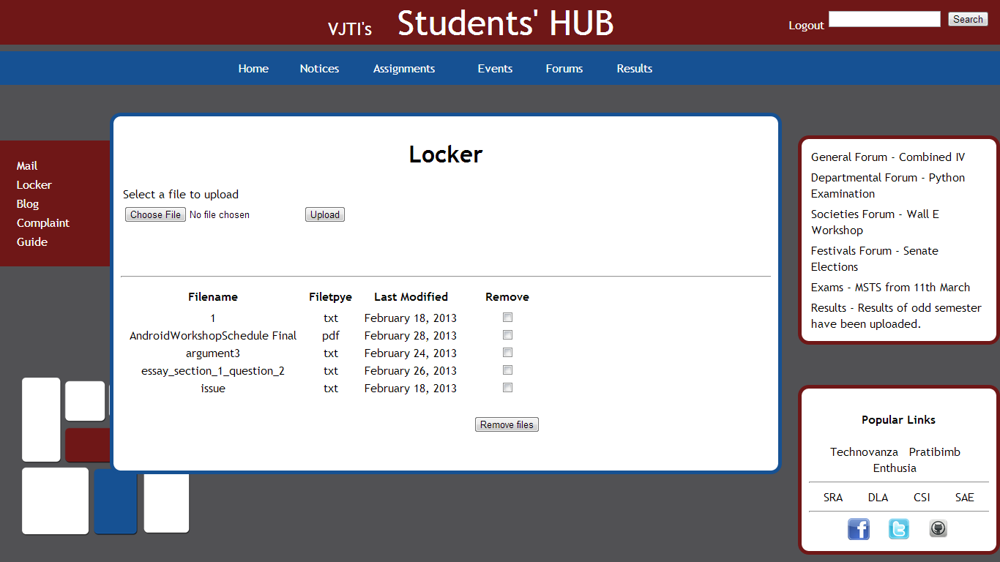 VJTI's Students' HUB
Logout Search
Home Notices Assignments Events Forums Results
Mail
Locker
Blog
Complaint
Guide
Locker
Select a file to upload
Choose File No file chosen Upload
Filename Filetpye Last Modified Remove
1 txt February 18, 2013
AndroidWorkshopSchedule Final pdf February 28, 2013
argument3 txt February 24, 2013
essay_section_1_question_2 txt February 26, 2013
issue txt February 18, 2013
Remove files
General Forum - Combined IV
Departmental Forum - Python
Examination
Societies Forum - Wall E
Workshop
Festivals Forum - Senate
Elections
Exams - MSTS from 11th March
Results - Results of odd semester
have been uploaded.
Popular Links
Technovanza Pratibimb
Enthusia
SRA DLA CSI SAE